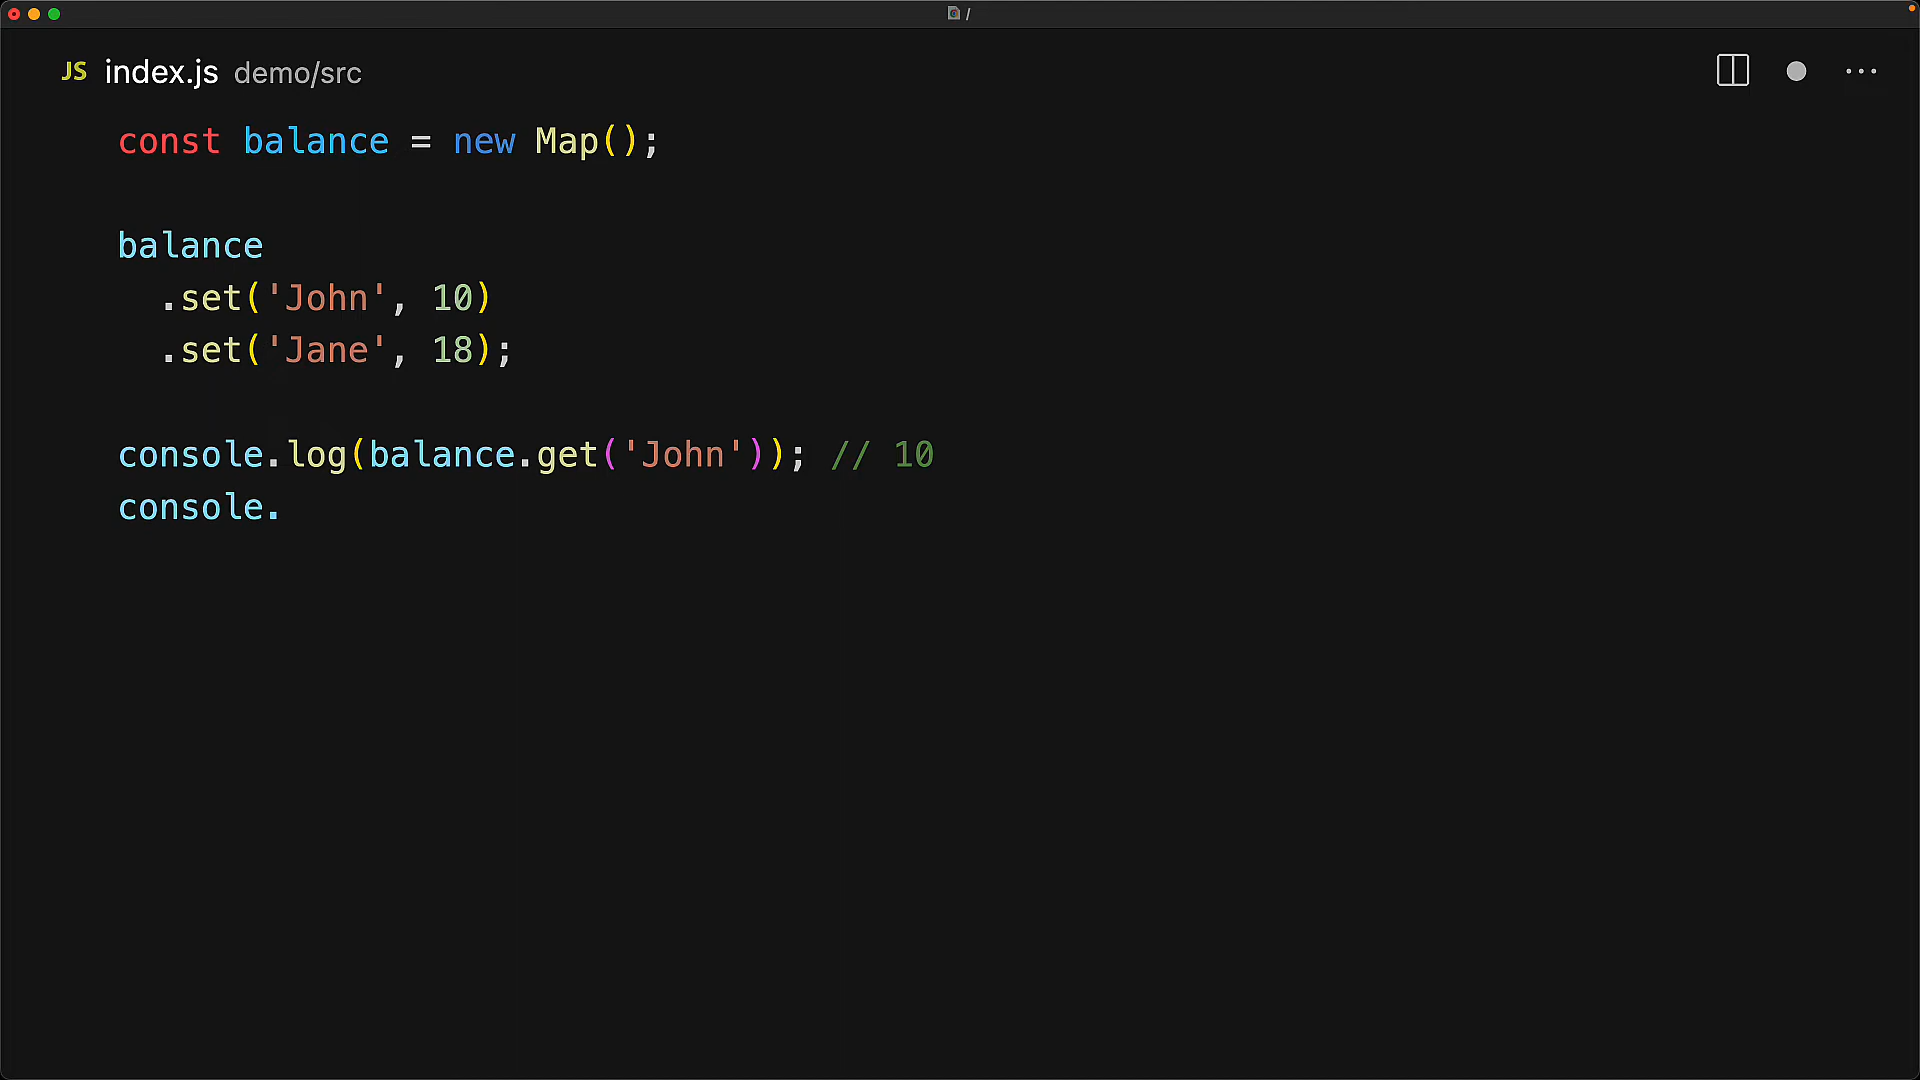 /
JS index.js demo/src
const balance = new Map();
balance
.set('John', 10)
.set('Jane', 18);
console.log(balance.get('John')); // 10
console.